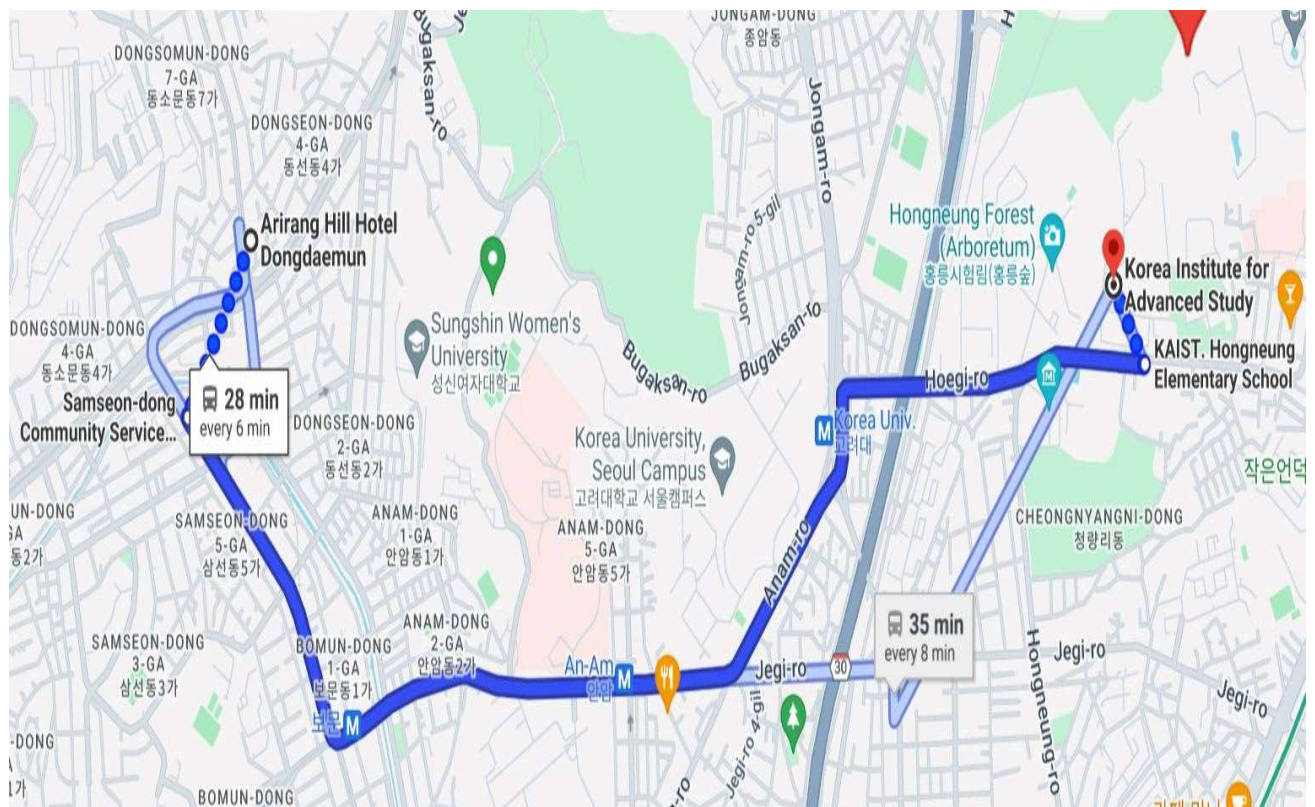 JONGAM-DONG
종암동
DONGSOMUN-DONG
7-GA
동소문동7가
Bugaksan-ro
DONGSEON-DONG
4-GA
동선동4가
Jongam-ro
Arirang Hill Hotel
Dongdaemun
Hongneung Forest
(Arboretum)
홍릉시험림(홍릉숲)
Jongam-ro 5-gil
Korea Institute for
Advanced Study
DONGSOMUN-DONG
4-GA
동소문동4가
Sungshin Women's
University
성신여자대학교
Bugaksan-ro
Bugaksan-ro
KAIST. Hongneung
Elementary School
Hoegi-ro
Samseon-dong
Community Service...
28 min
every 6 min
DONGSEON-DONG
2-GA
동선동2가
M
Korea Univ.
고려대
Korea University,
Seoul Campus
고려대학교 서울캠퍼스
작은언덕
UN-DONG
GA
동2가
SAMSEON-DONG
5-GA
삼선동5가
ANAM-DONG
1-GA
안암동1가
ANAM-DONG
5-GA
안암동5가
Anam-ro
CHEONGNYANGNI-DONG
청량리동
35 min
every 8 min
SAMSEON-DONG
3-GA
삼선동3가
BOMUN-DONG
1-GA
보문동1가
보문
M
ANAM-DONG
2-GA
안암동2가
An-Am
안암
M
Jegi-ro
30
Jegi-ro
Jegi-ro
Hongneung-ro
Jegi-ro 4-gil
-DONG
1가
BOMUN-DONG